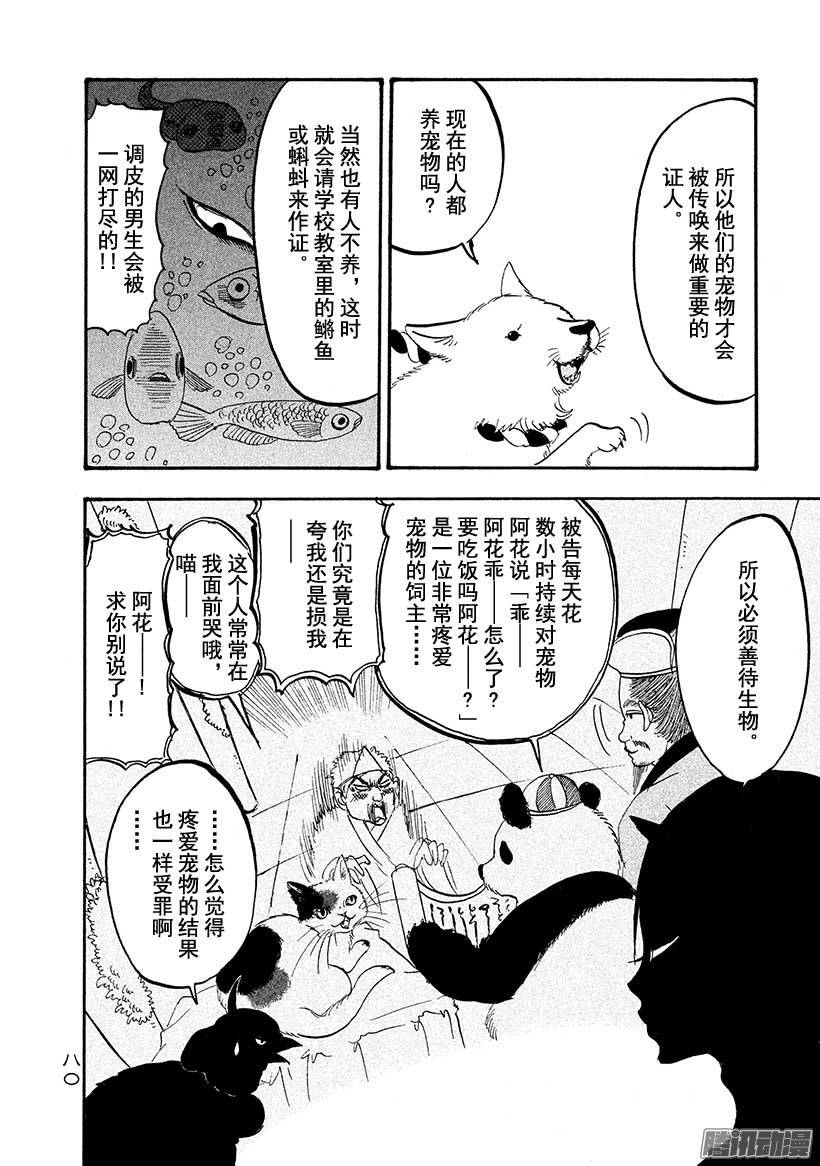 所以他们的宠物才会
被传唤来做重要的
证人。
现在的人都
养宠物吗？
当然也有人不养，这时
就会请学校教室里的鳉鱼
或蝌蚪来作证。
调皮的男生会被
一网打尽的!!
所以必须善待生物。
被告每天花
数小时持续对宠物
阿花说「乖——
阿花乖——怎么了？
要吃饭吗阿花——？」
是一位非常疼爱
宠物的饲主……
你们究竟是在
夸我还是损我
——
这个人常常在
我面前哭哦，
喵——
阿花——！
求你别说了!!
……怎么觉得
疼爱宠物的结果
也一样受罪啊
……
八〇
腾讯动漫